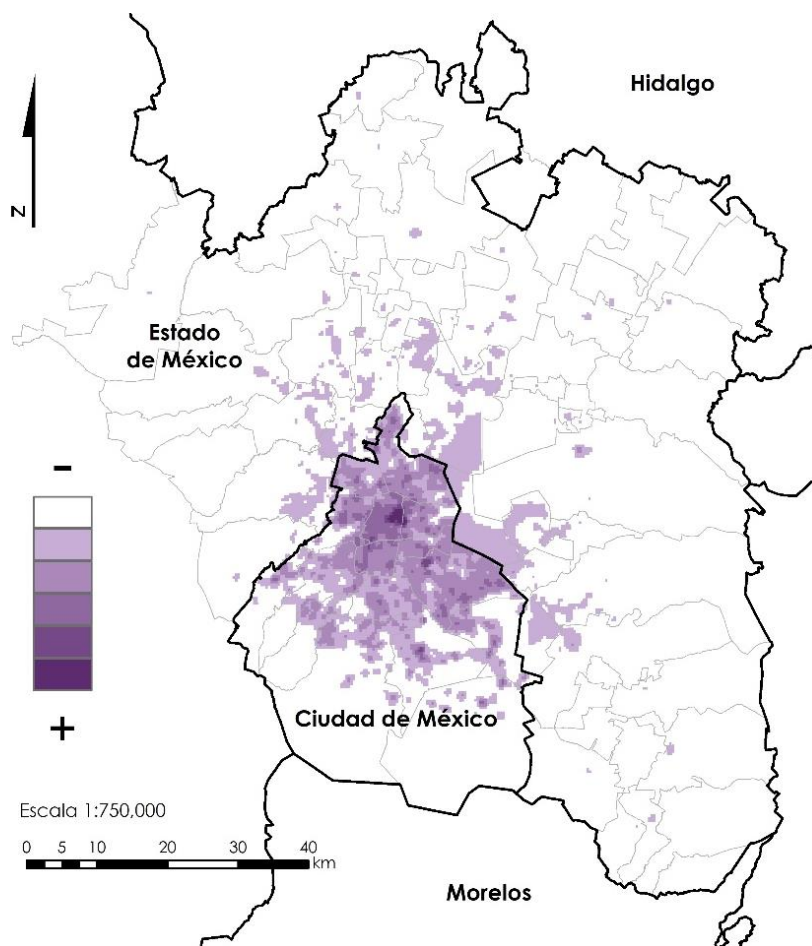 Hidalgo
N
Estado
de México
-
+
Ciudad de México
Escala 1:750,000
0 5 10 20 30 40
km
Morelos